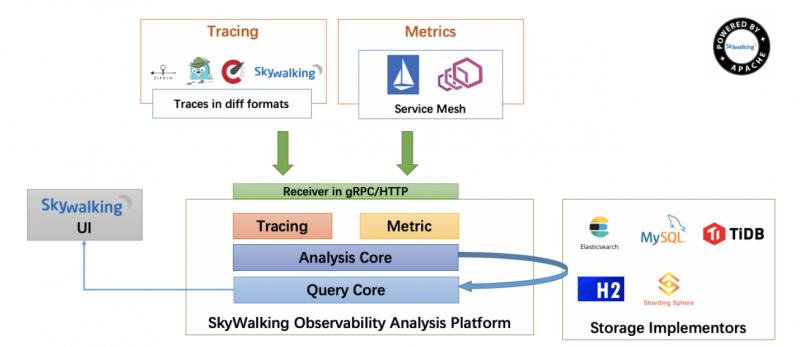 Tracing
ZIPKIN
Skywalking
Traces in diff formats
Metrics
Service Mesh
POWERED BY
Skywalking
APACHE
Receiver in gRPC/HTTP
Skywalking
UI
Tracing
Metric
Analysis Core
Query Core
SkyWalking Observability Analysis Platform
Elasticsearch
MySQL
TiDB
H2
Sharding Sphere
Storage Implementors